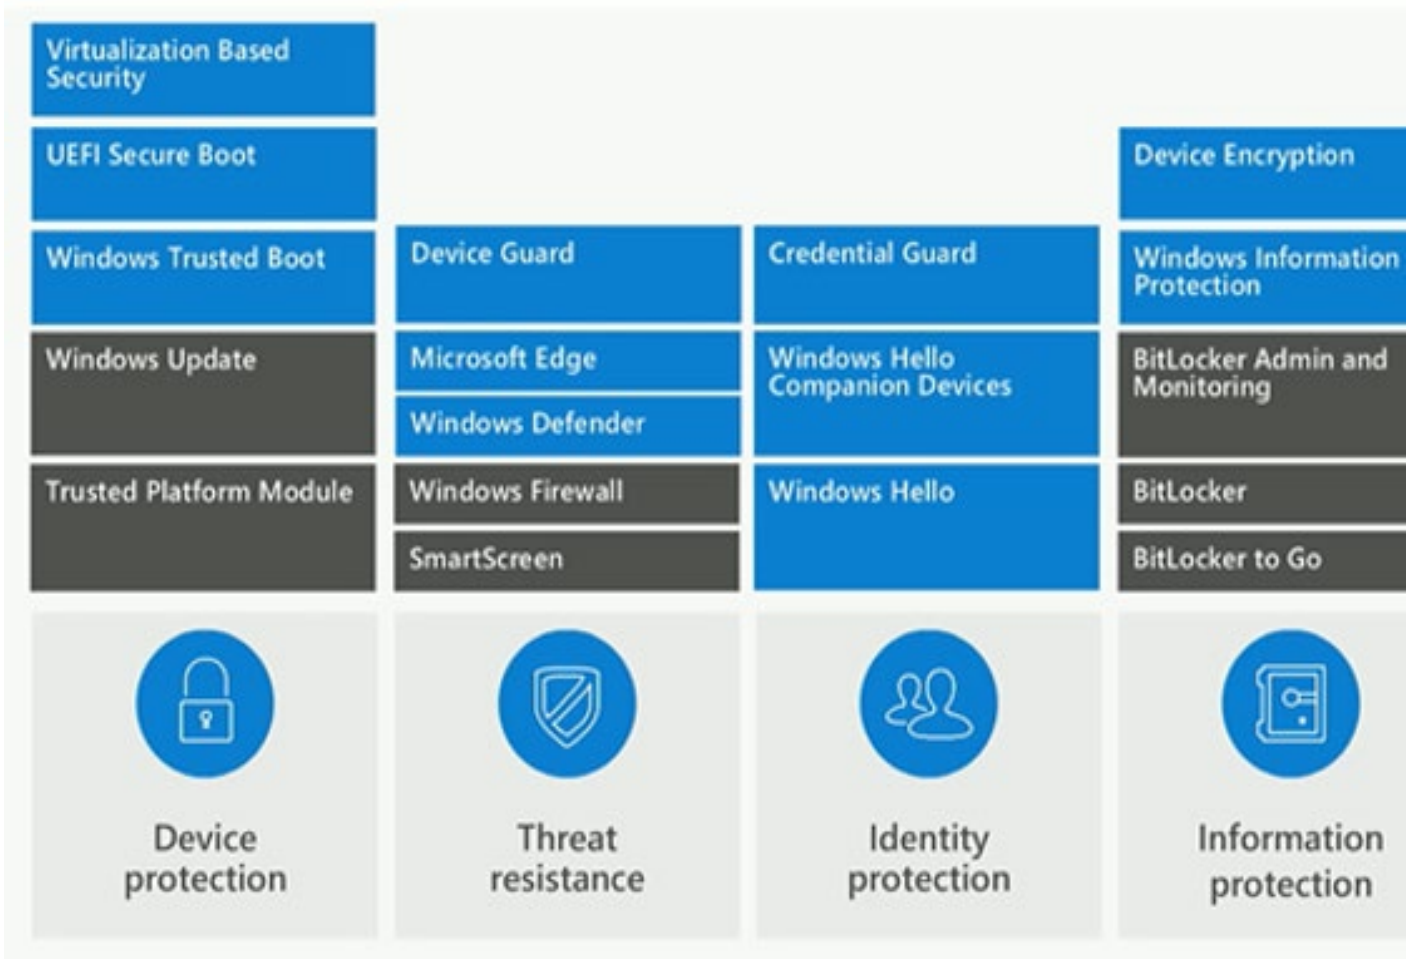 Virtualization Based
Security
UEFI Secure Boot
Windows Trusted Boot
Windows Update
Trusted Platform Module
Device
protection
Device Guard
Microsoft Edge
Windows Defender
Windows Firewall
SmartScreen
Threat
resistance
Credential Guard
Windows Hello
Companion Devices
Windows Hello
Identity
protection
Device Encryption
Windows Information
Protection
BitLocker Admin and
Monitoring
BitLocker
BitLocker to Go
Information
protection